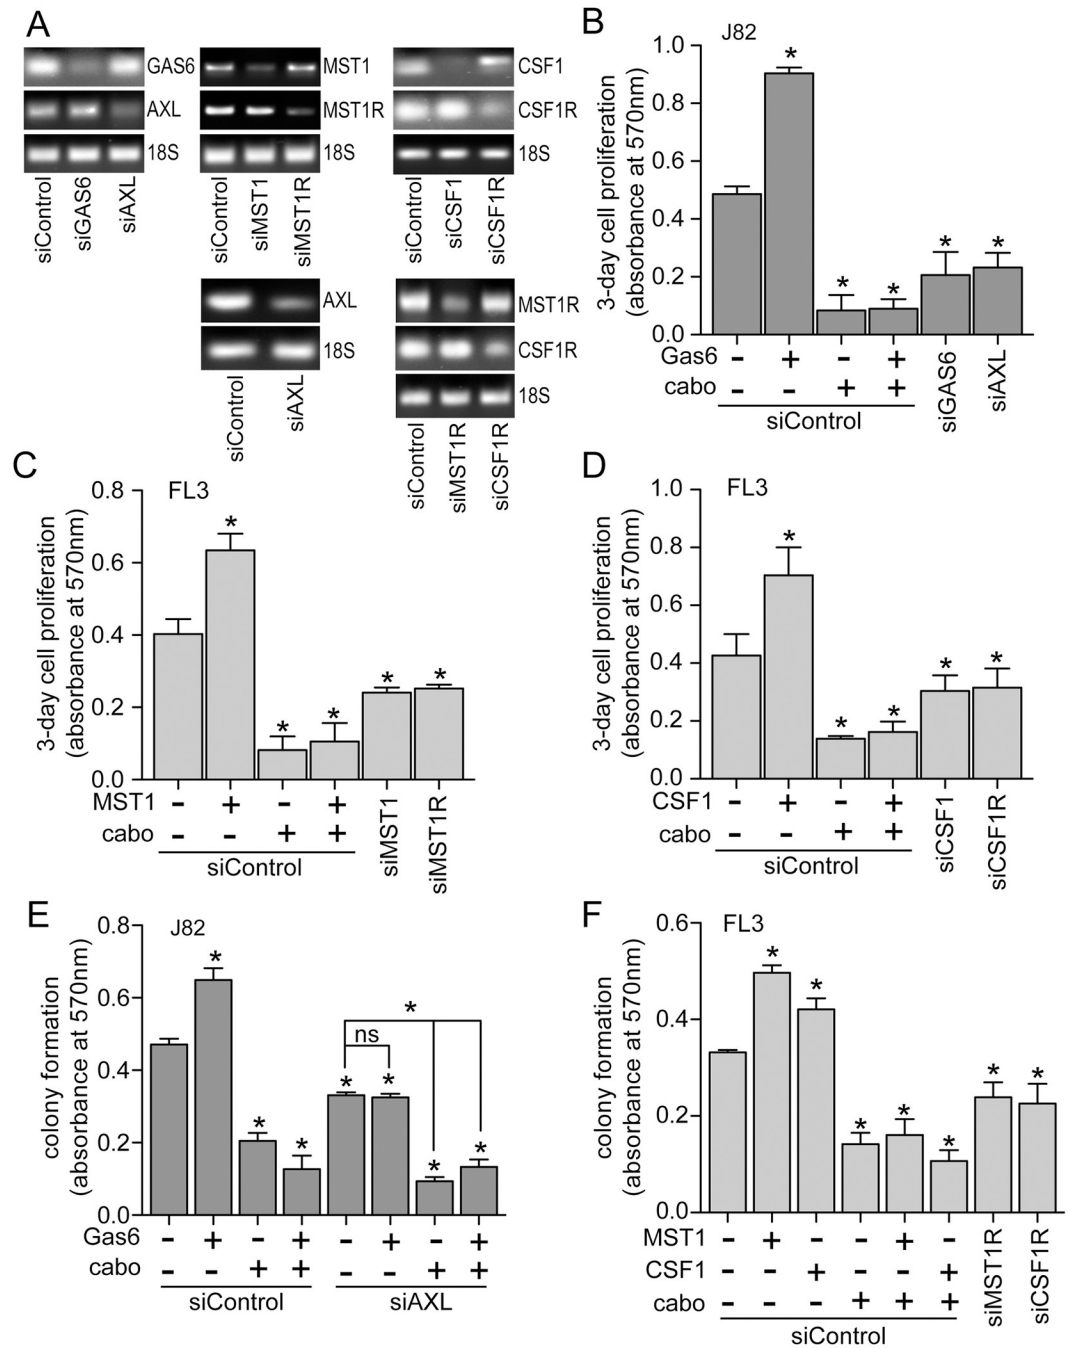 A
GAS6
AXL
18S
siControl
siGAS6
siAXL
MST1
MST1R
18S
siControl
siMST1
siMST1R
CSF1
CSF1R
18S
siControl
siCSF1
siCSF1R
AXL
18S
siControl
siAXL
MST1R
CSF1R
18S
siControl
siMST1R
siCSF1R
B
J82
3-day cell proliferation
(absorbance at 570nm)
1.0
0.8
0.6
0.4
0.2
0.0
* * * * *
Gas6 - + - +
cabo - - + +
siControl
siGAS6
siAXL
C
FL3
3-day cell proliferation
(absorbance at 570nm)
0.8
0.6
0.4
0.2
0.0
* * * * *
MST1 - + - +
cabo - - + +
siControl
siMST1
siMST1R
D
FL3
3-day cell proliferation
(absorbance at 570nm)
1.0
0.8
0.6
0.4
0.2
0.0
* * * * *
CSF1 - + - +
cabo - - + +
siControl
siCSF1
siCSF1R
E
J82
colony formation
(absorbance at 570nm)
0.8
0.6
0.4
0.2
0.0
*
ns
* * * * * * *
Gas6 - + - + - + - +
cabo - - + + - - + +
siControl
siAXL
F
FL3
colony formation
(absorbance at 570nm)
0.6
0.4
0.2
0.0
* * * * * * *
MST1 - + - - + -
CSF1 - - + - - +
cabo - - - + + +
siControl
siMST1R
siCSF1R